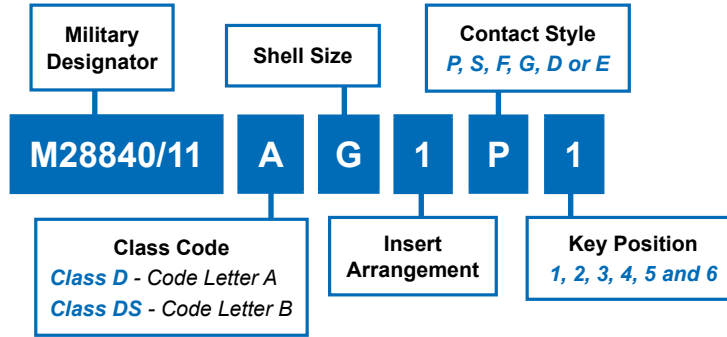 Military
Designator
Shell Size
Contact Style
P, S, F, G, D or E
M28840/11 A G 1 P 1
Class Code
Class D - Code Letter A
Class DS - Code Letter B
Insert
Arrangement
Key Position
1, 2, 3, 4, 5 and 6